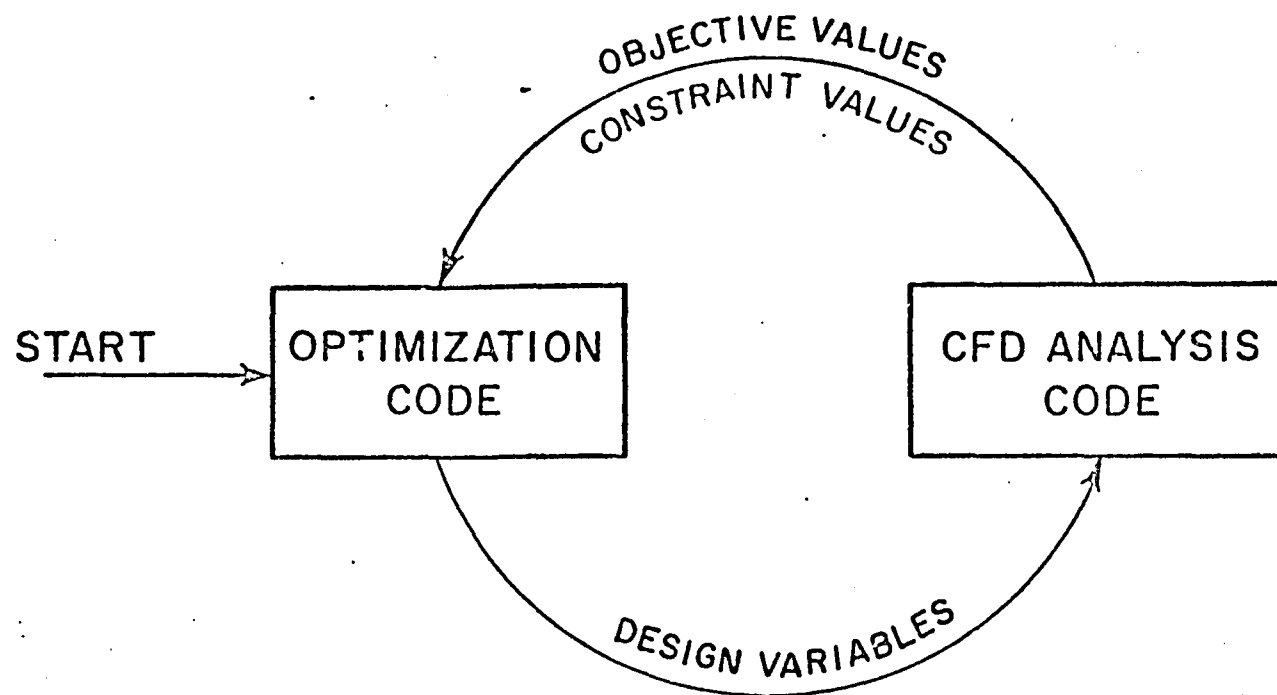 OBJECTIVE VALUES
CONSTRAINT VALUES
START
OPTIMIZATION
CODE
CFD ANALYSIS
CODE
DESIGN VARIABLES